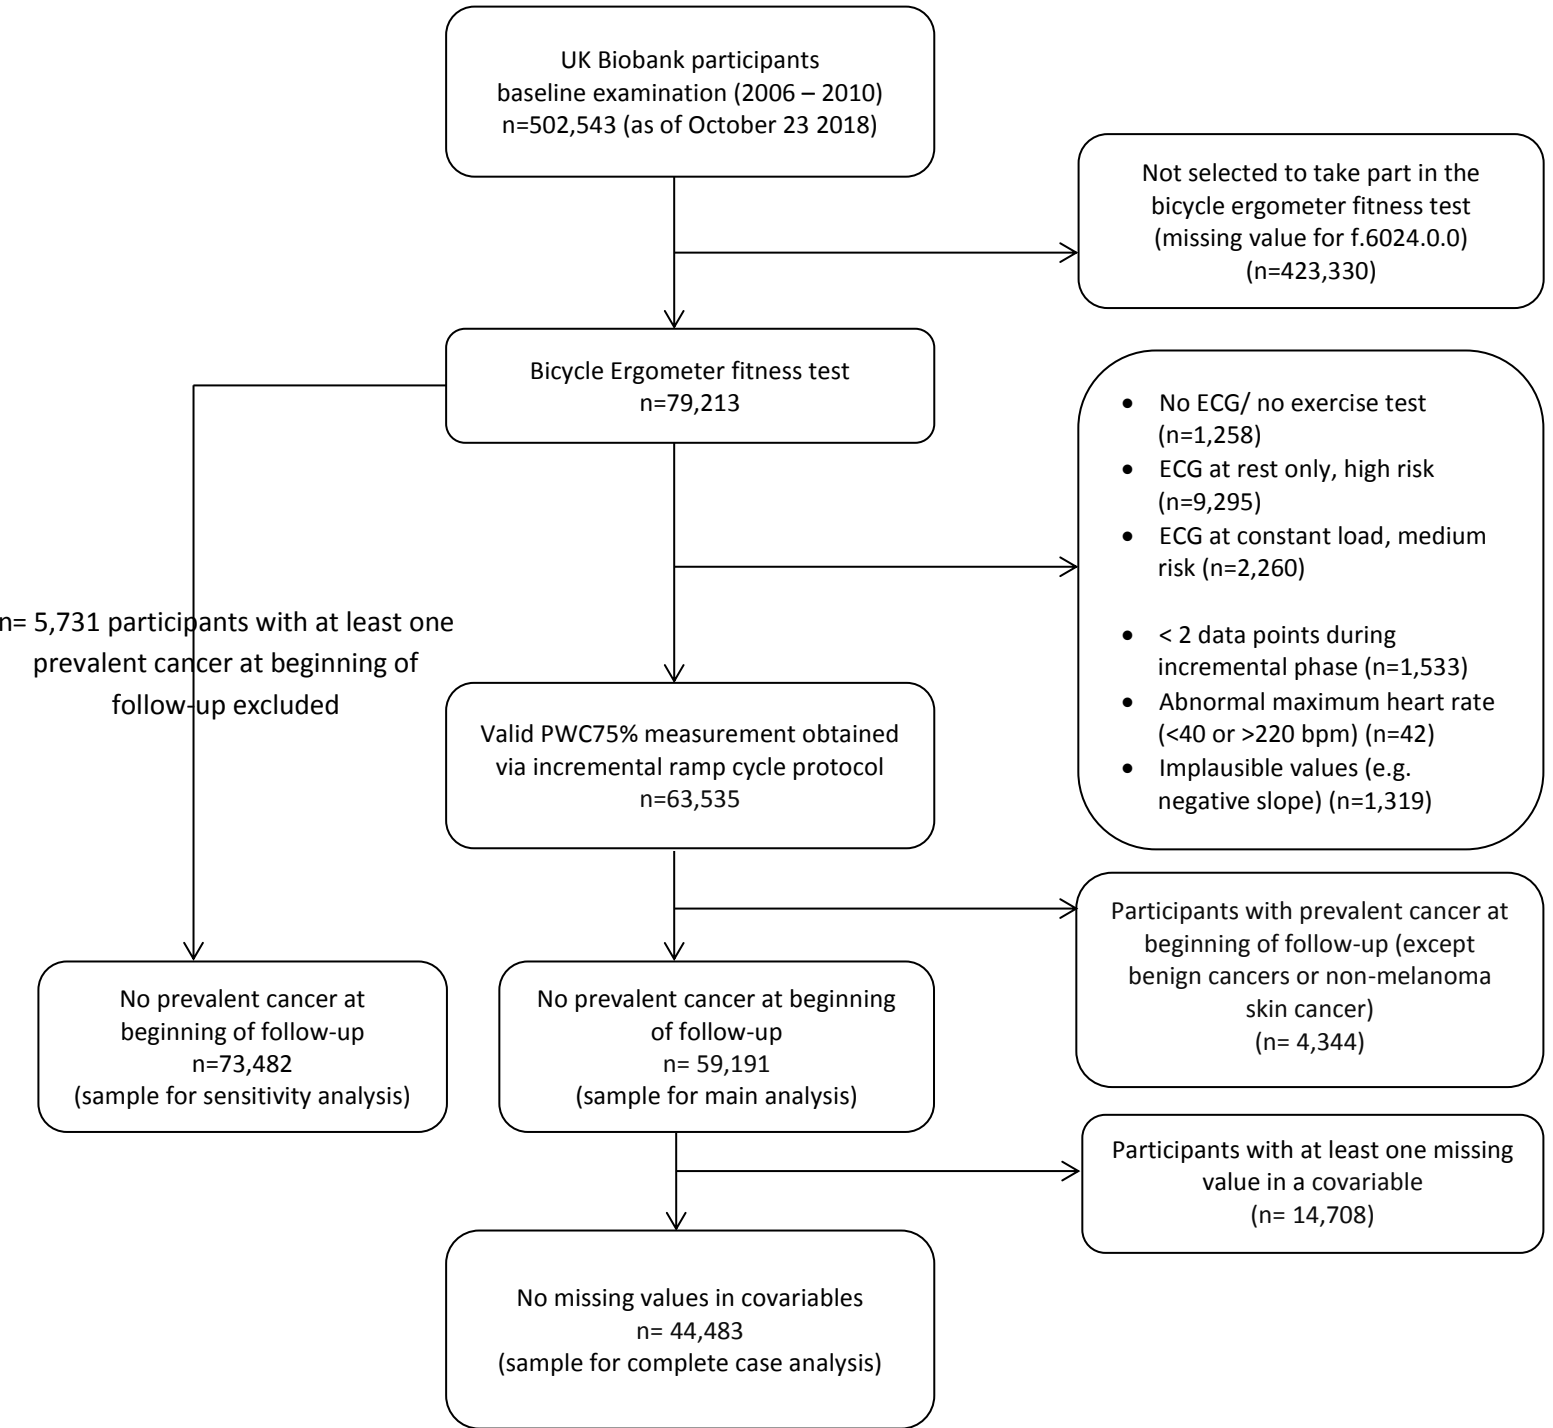 UK Biobank participants
baseline examination (2006 – 2010)
n=502,543 (as of October 23 2018)
Not selected to take part in the
bicycle ergometer fitness test
(missing value for f.6024.0.0)
(n=423,330)
Bicycle Ergometer fitness test
n=79,213
• No ECG/ no exercise test
(n=1,258)
• ECG at rest only, high risk
(n=9,295)
• ECG at constant load, medium
risk (n=2,260)
• < 2 data points during
incremental phase (n=1,533)
• Abnormal maximum heart rate
(<40 or >220 bpm) (n=42)
• Implausible values (e.g.
negative slope) (n=1,319)
n= 5,731 participants with at least one
prevalent cancer at beginning of
follow-up excluded
Valid PWC75% measurement obtained
via incremental ramp cycle protocol
n=63,535
Participants with prevalent cancer at
beginning of follow-up (except
benign cancers or non-melanoma
skin cancer)
(n= 4,344)
No prevalent cancer at
beginning of follow-up
n=73,482
(sample for sensitivity analysis)
No prevalent cancer at beginning
of follow-up
n= 59,191
(sample for main analysis)
Participants with at least one missing
value in a covariable
(n= 14,708)
No missing values in covariables
n= 44,483
(sample for complete case analysis)